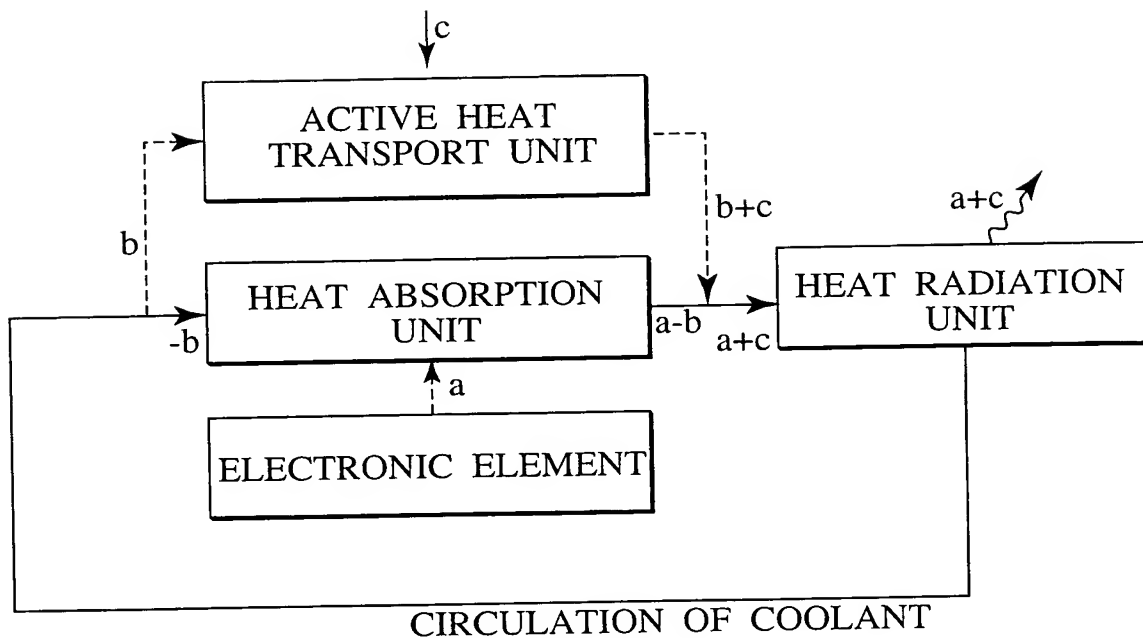 c
ACTIVE HEAT
TRANSPORT UNIT
a+c
b+c
b
HEAT ABSORPTION
UNIT
HEAT RADIATION
UNIT
-b
a-b
a+c
a
ELECTRONIC ELEMENT
CIRCULATION OF COOLANT